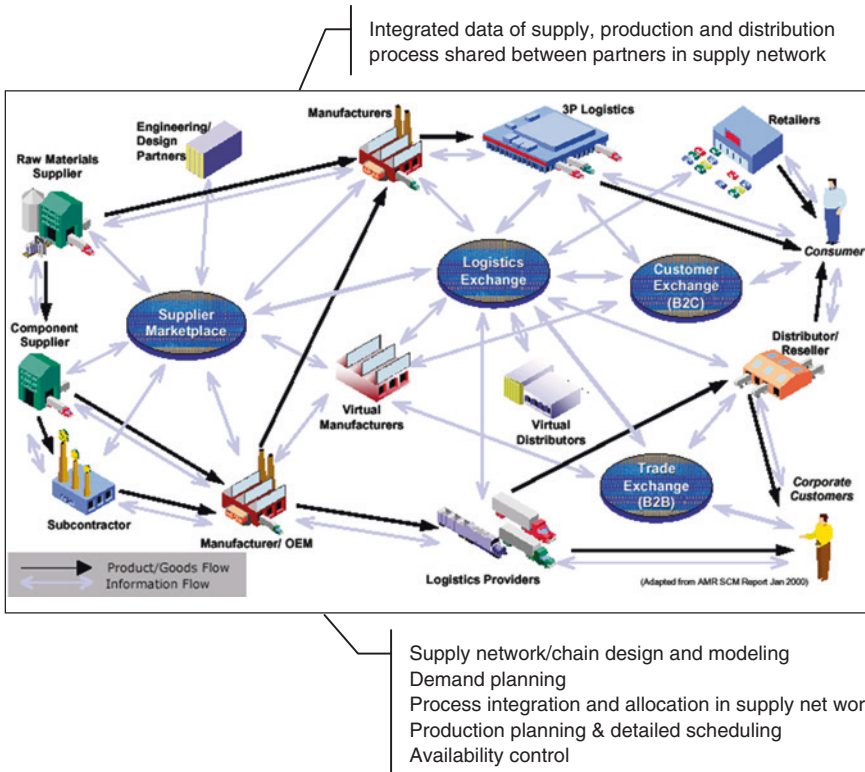 Integrated data of supply, production and distribution
process shared between partners in supply network
Engineering/
Design
Partners
Manufacturers
3P Logistics
Retailers
Raw Materials
Supplier
Consumer
Logistics
Exchange
Customer
Exchange
(B2C)
Supplier
Marketplace
Component
Supplier
Distributor/
Reseller
Virtual
Manufacturers
Virtual
Distributors
Trade
Exchange
(B2B)
Corporate
Customers
Subcontractor
Manufacturer/ OEM
Logistics Providers
Product/Goods Flow
Information Flow
(Adapted from AMR SCM Report Jan 2000)
Supply network/chain design and modeling
Demand planning
Process integration and allocation in supply net wor
Production planning & detailed scheduling
Availability control